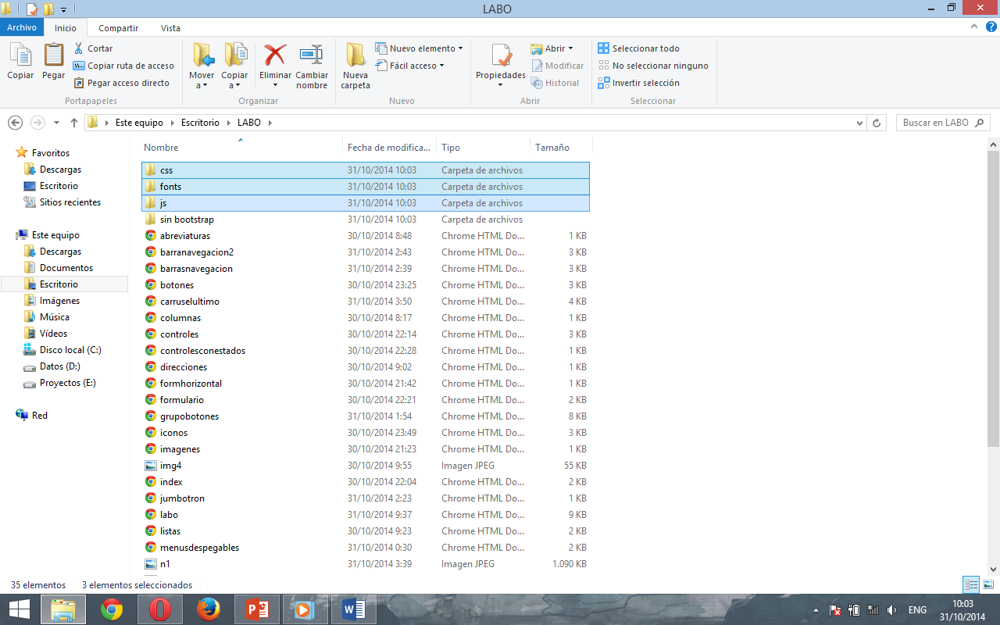 LABO
Archivo Inicio Compartir Vista
Copiar Pegar Cortar Copiar ruta de acceso Pegar acceso directo
Portapapeles
Mover a Copiar a Eliminar Cambiar nombre
Organizar
Nueva carpeta Nuevo elemento Fácil acceso
Nuevo
Propiedades Abrir Modificar Historial
Abrir
Seleccionar todo No seleccionar ninguno Invertir selección
Seleccionar
Este equipo Escritorio LABO
Buscar en LABO
Favoritos
Descargas
Escritorio
Sitios recientes
Este equipo
Descargas
Documentos
Escritorio
Imágenes
Música
Vídeos
Disco local (C:)
Datos (D:)
Proyectos (E:)
Red
Nombre Fecha de modifica... Tipo Tamaño
css 31/10/2014 10:03 Carpeta de archivos
fonts 31/10/2014 10:03 Carpeta de archivos
js 31/10/2014 10:03 Carpeta de archivos
sin bootstrap 31/10/2014 10:03 Carpeta de archivos
abreviaturas 30/10/2014 8:48 Chrome HTML Do... 1 KB
barranavegacion2 31/10/2014 2:43 Chrome HTML Do... 3 KB
barrasnavegacion 31/10/2014 2:39 Chrome HTML Do... 3 KB
botones 30/10/2014 23:25 Chrome HTML Do... 3 KB
carruselultimo 31/10/2014 3:50 Chrome HTML Do... 4 KB
columnas 30/10/2014 8:17 Chrome HTML Do... 1 KB
controles 30/10/2014 22:14 Chrome HTML Do... 3 KB
controlesconestados 30/10/2014 22:28 Chrome HTML Do... 1 KB
direcciones 30/10/2014 9:02 Chrome HTML Do... 1 KB
formhorizontal 30/10/2014 21:42 Chrome HTML Do... 1 KB
formulario 30/10/2014 22:21 Chrome HTML Do... 2 KB
grupobotones 31/10/2014 1:54 Chrome HTML Do... 8 KB
iconos 30/10/2014 23:49 Chrome HTML Do... 3 KB
imagenes 30/10/2014 21:23 Chrome HTML Do... 1 KB
img4 30/10/2014 9:55 Imagen JPEG 55 KB
index 30/10/2014 22:04 Chrome HTML Do... 2 KB
jumbotron 31/10/2014 2:23 Chrome HTML Do... 1 KB
labo 31/10/2014 9:37 Chrome HTML Do... 9 KB
listas 30/10/2014 9:23 Chrome HTML Do... 2 KB
menusdespegables 31/10/2014 0:30 Chrome HTML Do... 2 KB
n1 31/10/2014 3:39 Imagen JPEG 1.090 KB
35 elementos 3 elementos seleccionados
ENG
10:03
31/10/2014